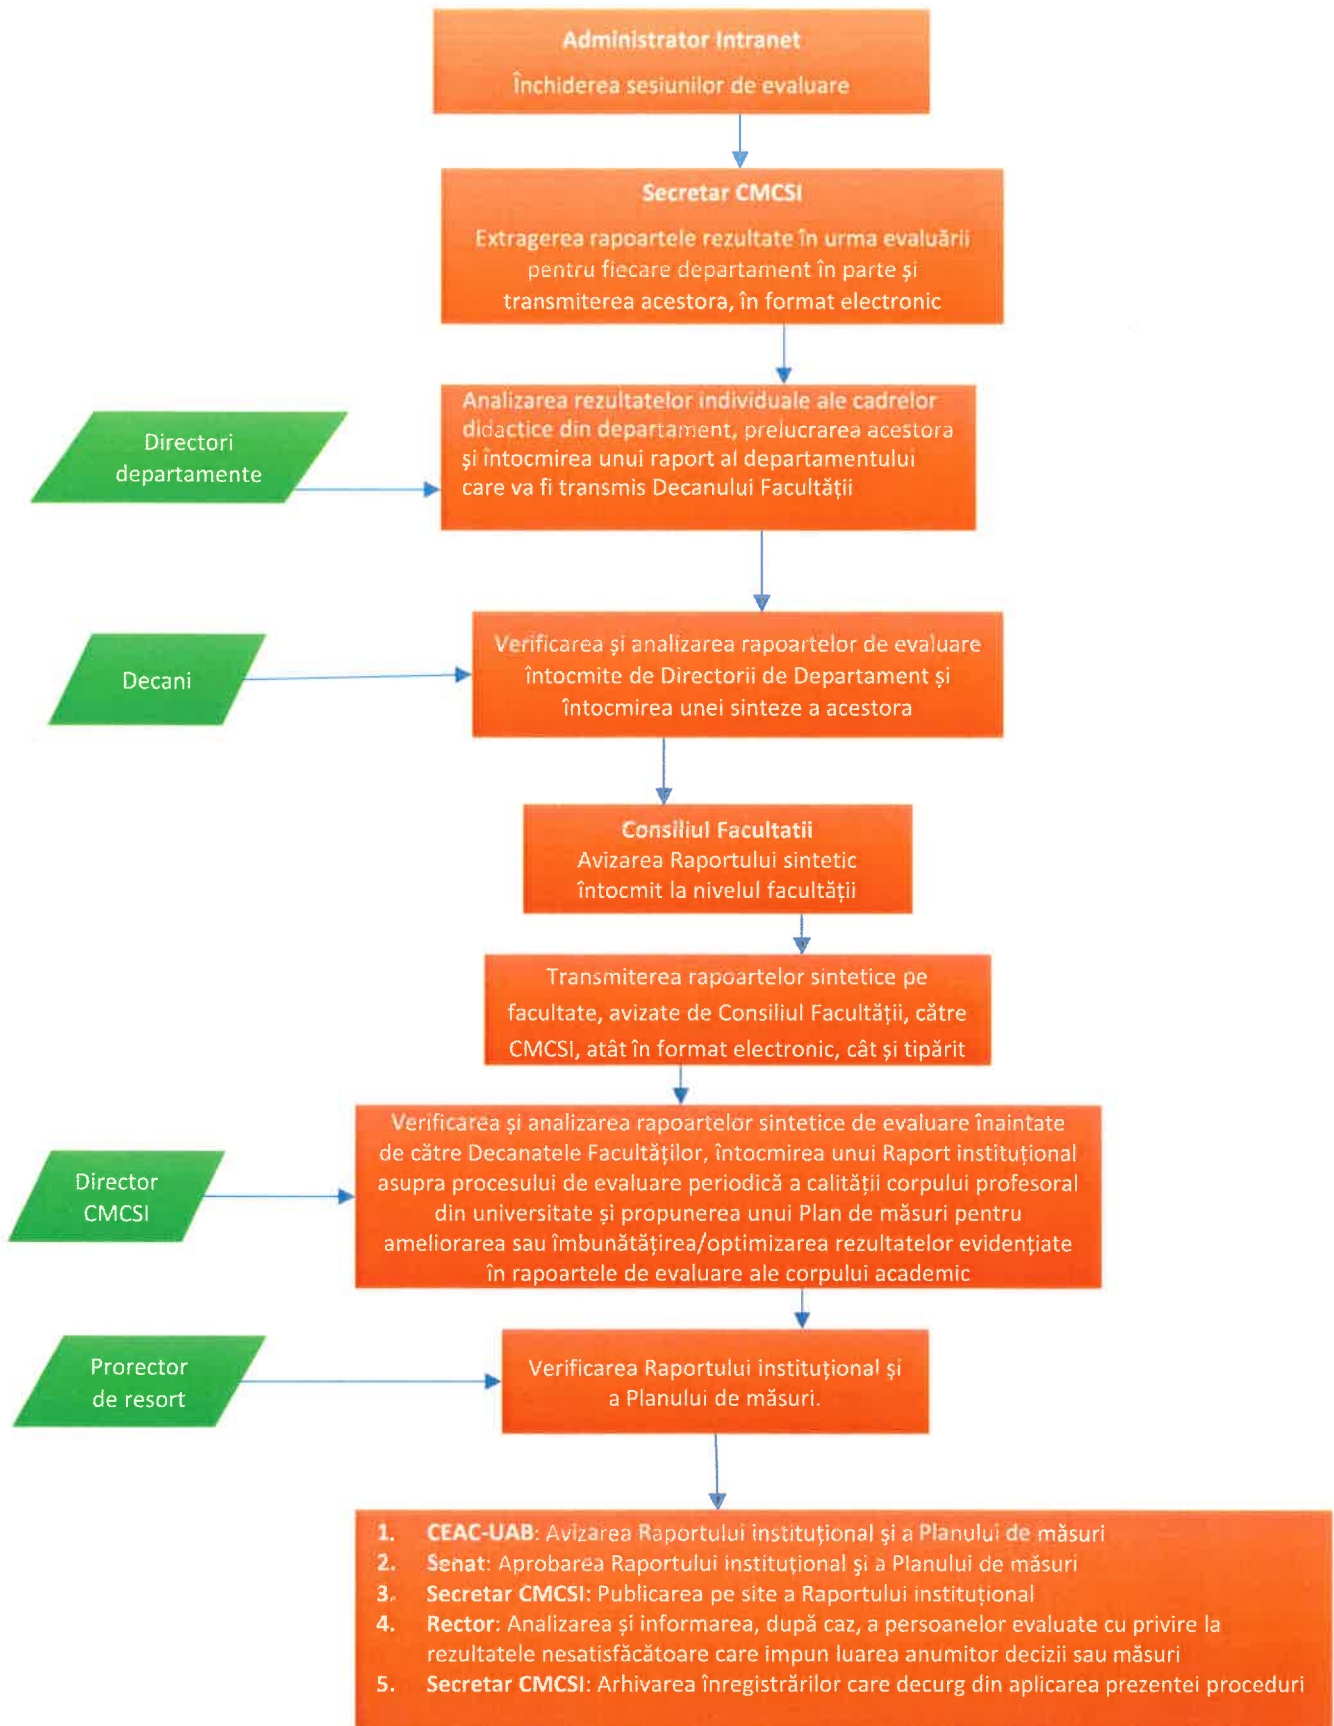 Administrator Intranet
Închiderea sesiunilor de evaluare
Secretar CMCSI
Extragerea rapoartele rezultate în urma evaluării
pentru fiecare departament în parte și
transmiterea acestora, în format electronic
Directori
departamente
Analizarea rezultatelor individuale ale cadrelor
didactice din departament, prelucrarea acestora
și întocmirea unui raport al departamentului
care va fi transmis Decanului Facultății
Decani
Verificarea și analizarea rapoartelor de evaluare
întocmite de Directorii de Departament și
întocmirea unei sinteze a acestora
Consiliul Facultatii
Avizarea Raportului sintetic
întocmit la nivelul facultății
Transmiterea rapoartelor sintetice pe
facultate, avizate de Consiliul Facultății, către
CMCSI, atât în format electronic, cât și tipărit
Director
CMCSI
Verificarea și analizarea rapoartelor sintetice de evaluare înaintate
de către Decanatele Facultăților, întocmirea unui Raport instituțional
asupra procesului de evaluare periodică a calității corpului profesoral
din universitate și propunerea unui Plan de măsuri pentru
ameliorarea sau îmbunătățirea/optimizarea rezultatelor evidențiate
în rapoartele de evaluare ale corpului academic
Prorector
de resort
Verificarea Raportului instituțional și
a Planului de măsuri.
1. CEAC-UAB: Avizarea Raportului instituțional și a Planului de măsuri
2. Senat: Aprobarea Raportului instituțional și a Planului de măsuri
3. Secretar CMCSI: Publicarea pe site a Raportului instituțional
4. Rector: Analizarea și informarea, după caz, a persoanelor evaluate cu privire la
rezultatele nesatisfăcătoare care impun luarea anumitor decizii sau măsuri
5. Secretar CMCSI: Arhivarea înregistrărilor care decurg din aplicarea prezentei proceduri